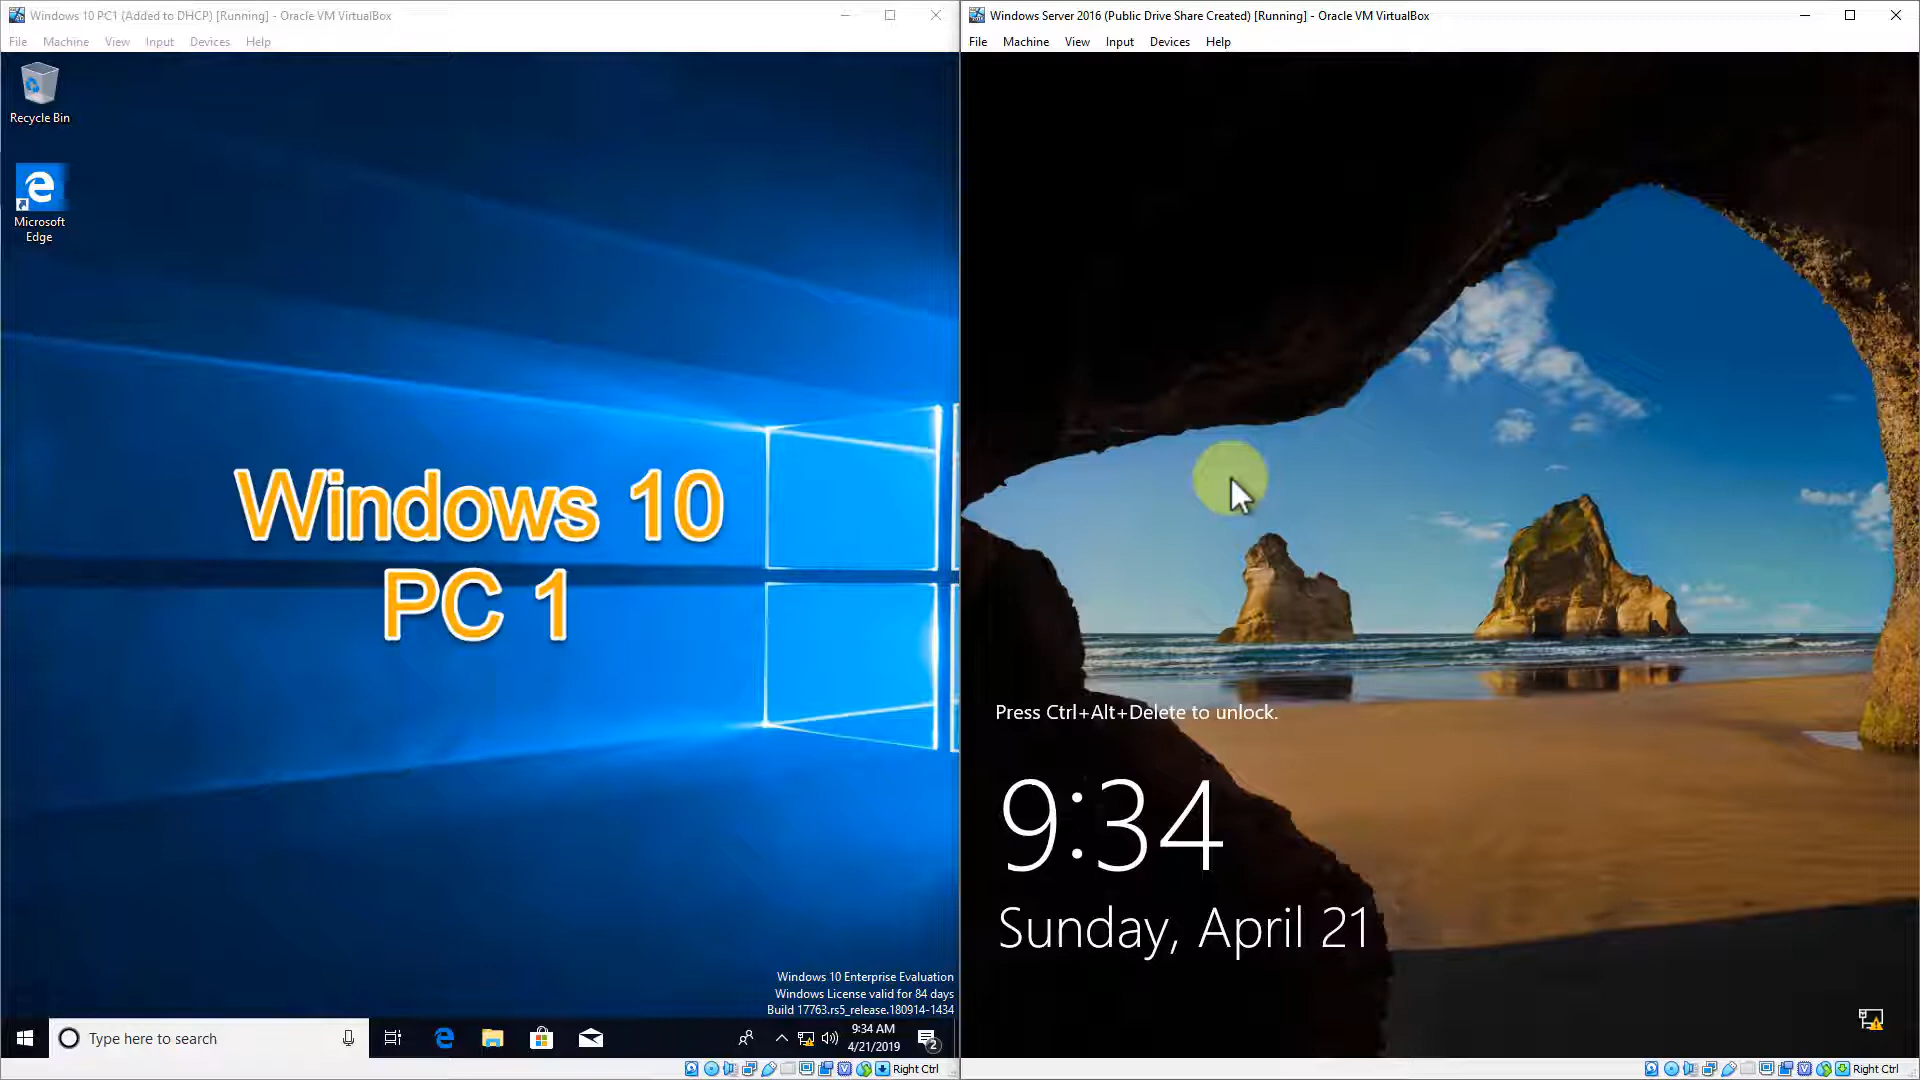 Windows 10 PC1 (Added to DHCP) [Running] - Oracle VM VirtualBox
File Machine View Input Devices Help
Recycle Bin
Microsoft
Edge
Windows 10
PC 1
Windows 10 Enterprise Evaluation
Windows License valid for 84 days
Build 17763.rs5_release.180914-1434
Type here to search
9:34 AM
4/21/2019
2
Right Ctrl
Windows Server 2016 (Public Drive Share Created) [Running] - Oracle VM VirtualBox
File Machine View Input Devices Help
Press Ctrl+Alt+Delete to unlock.
9:34
Sunday, April 21
Right Ctrl